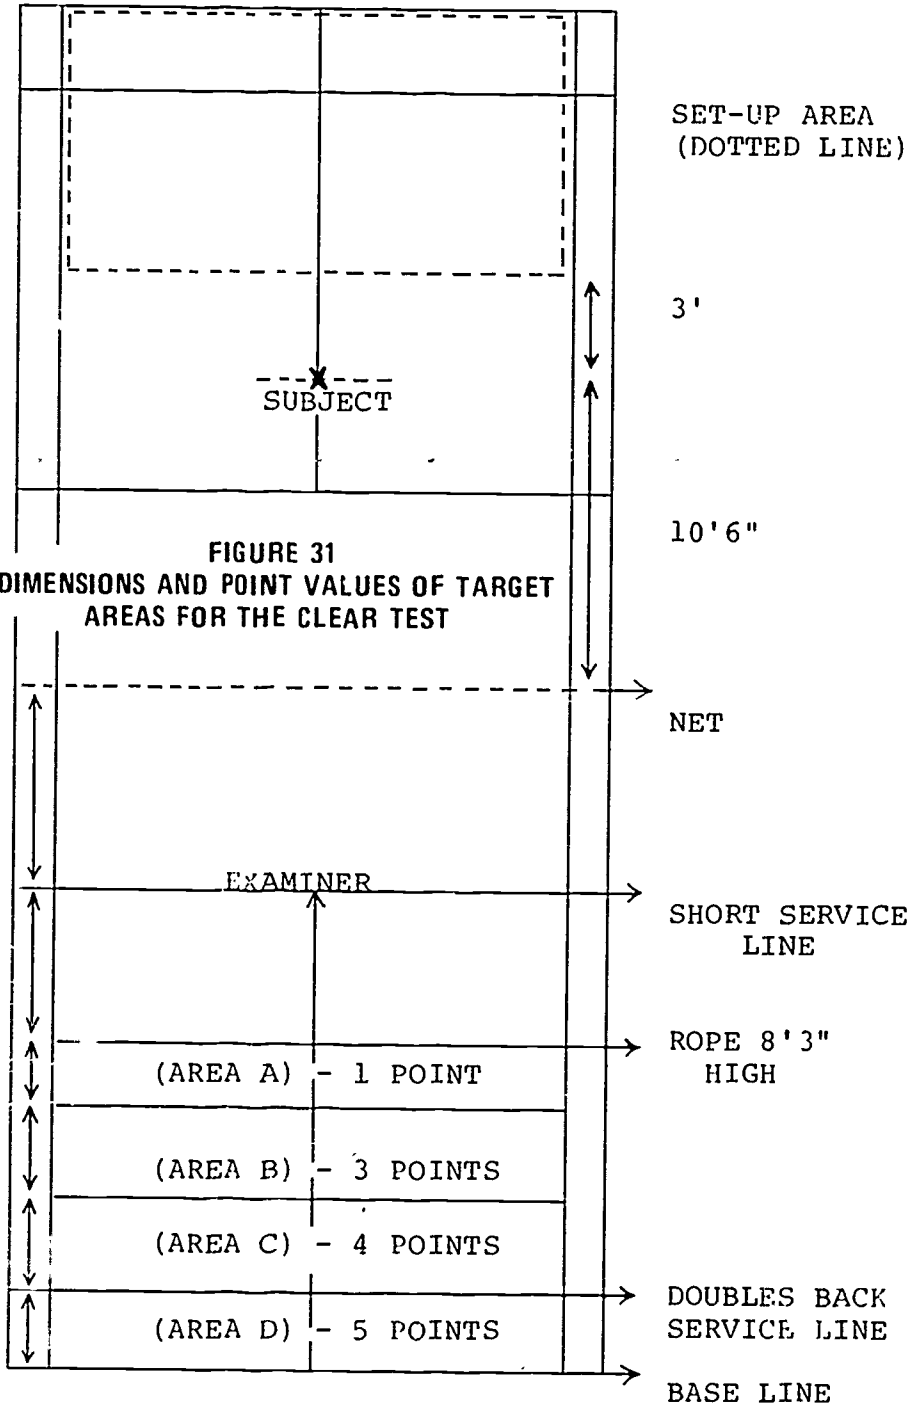 SET-UP AREA
(DOTTED LINE)
3'
SUBJECT
10'6"
FIGURE 31
DIMENSIONS AND POINT VALUES OF TARGET
AREAS FOR THE CLEAR TEST
NET
EXAMINER
SHORT SERVICE
LINE
ROPE 8'3"
HIGH
(AREA A) - 1 POINT
(AREA B) - 3 POINTS
(AREA C) - 4 POINTS
DOUBLES BACK
SERVICE LINE
(AREA D) - 5 POINTS
BASE LINE